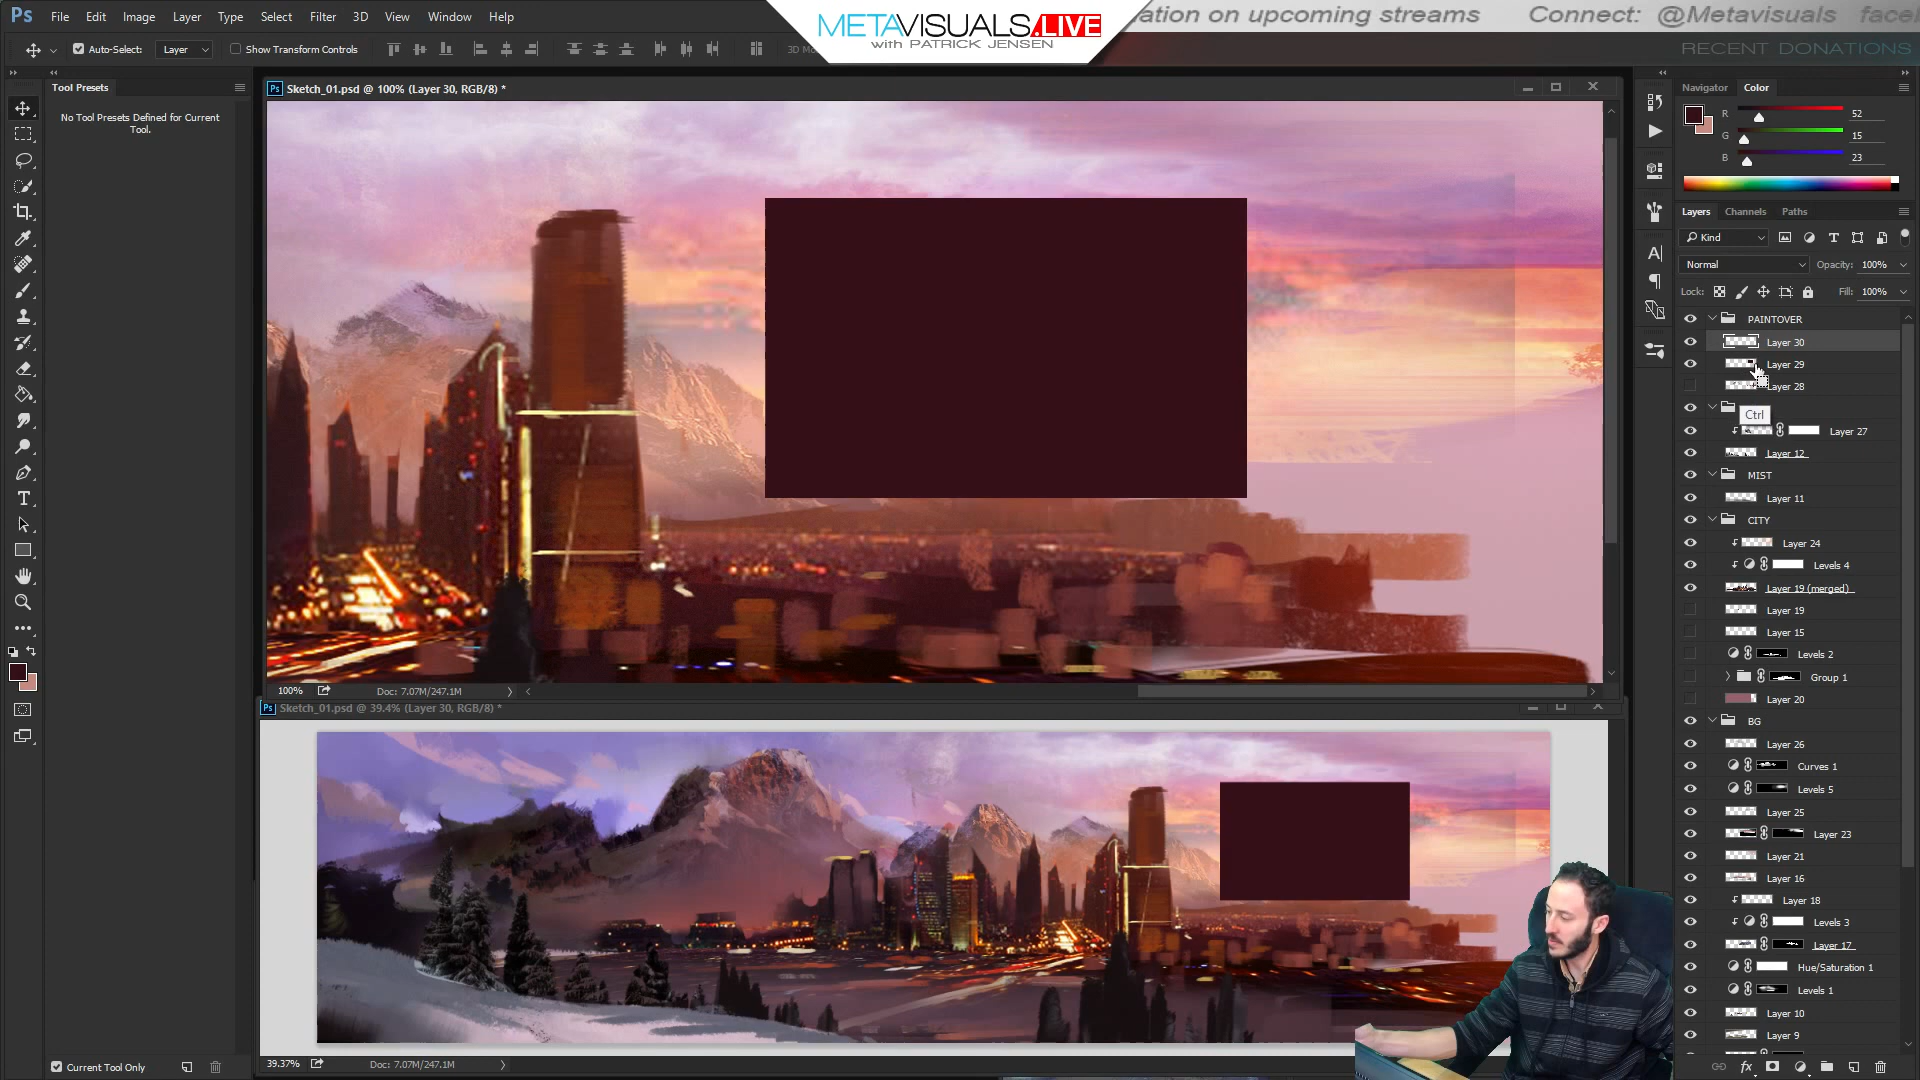 Ps File Edit Image Layer Type Select Filter 3D View Window Help
METAVISUALS.LIVE
with PATRICK JENSEN
ation on upcoming streams Connect: @Metavisuals
RECENT DONATIONS
Auto-Select: Layer Show Transform Controls
Tool Presets
No Tool Presets Defined for Current
Tool.
Current Tool Only
Ps Sketch_01.psd @ 100% (Layer 30, RGB/8) *
100% Doc: 7.07M/247.1M
Ps Sketch_01.psd @ 39.4% (Layer 30, RGB/8) *
39.37% Doc: 7.07M/247.1M
Navigator Color
R 52
G 15
B 23
Layers Channels Paths
Kind
Normal Opacity: 100%
Lock: Fill: 100%
PAINTOVER
Layer 30
Layer 29
Layer 28
Ctrl
Layer 27
Layer 12
MIST
Layer 11
CITY
Layer 24
Levels 4
Layer 19 (merged)
Layer 19
Layer 15
Levels 2
Group 1
Layer 20
BG
Layer 26
Curves 1
Levels 5
Layer 25
Layer 23
Layer 21
Layer 16
Layer 18
Levels 3
Layer 17
Hue/Saturation 1
Levels 1
Layer 10
Layer 9
fx